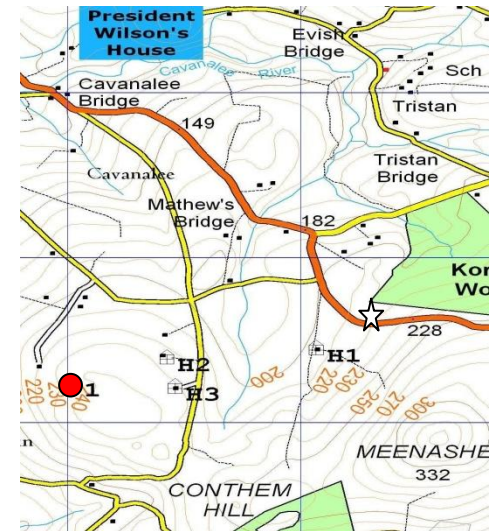 President
Wilson's
House
Evish
Bridge
Cavanalee
River
Sch
Cavanalee
Bridge
Tristan
149
Tristan
Bridge
Cavanalee
Mathew's
Bridge
182
Kor
Wo
228
H1
H2
H3
200
220
230
250
270
300
220
230
240
1
n
MEENASHE
332
CONTHEM
HILL